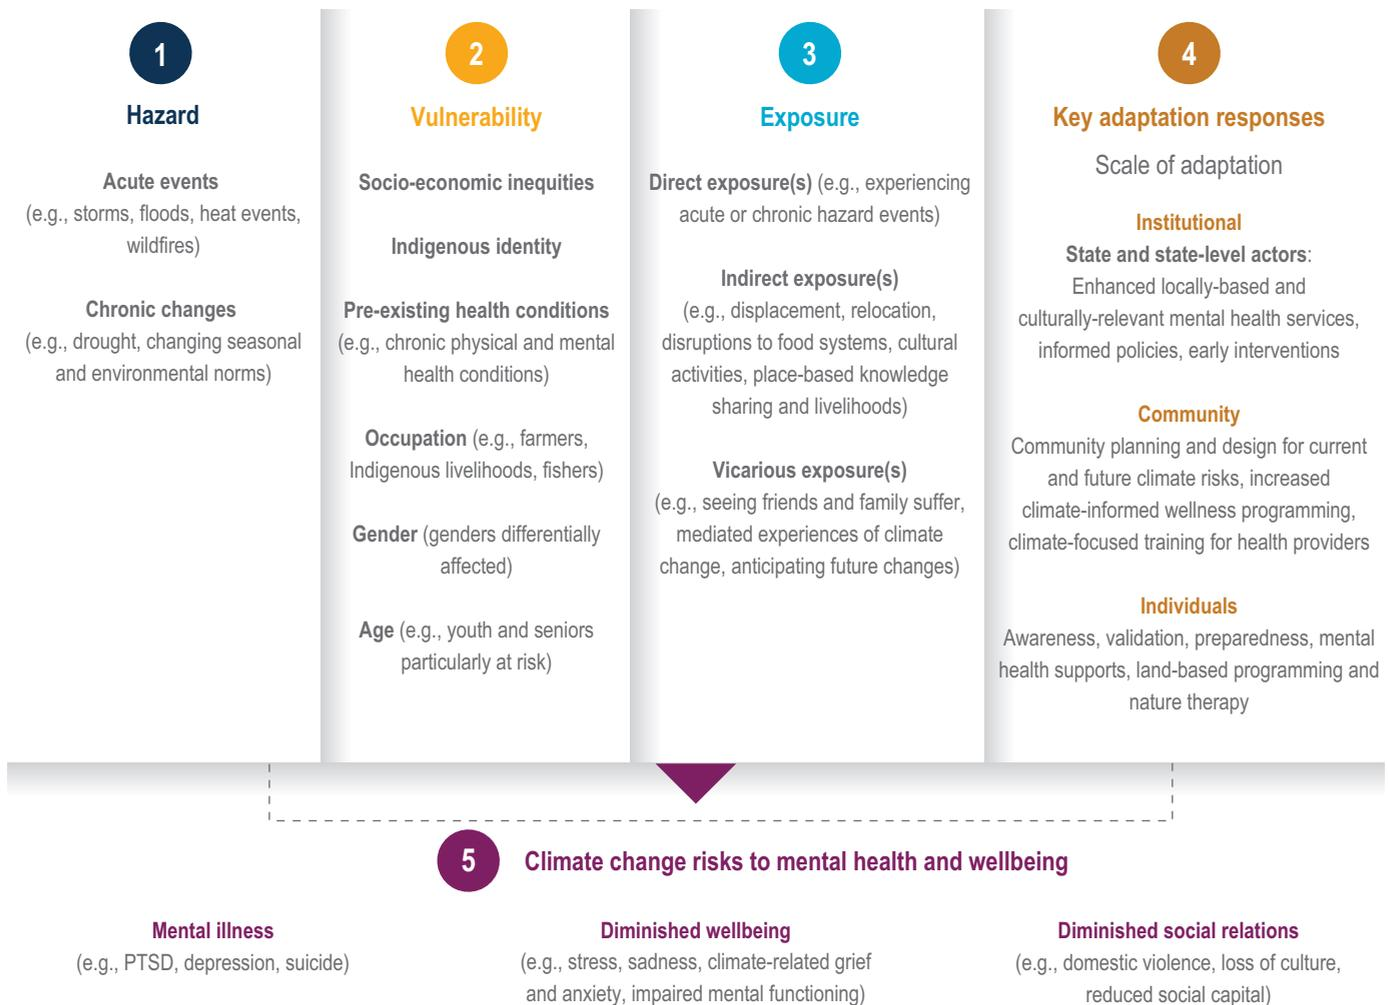 1
Hazard
Acute events
(e.g., storms, floods, heat events,
wildfires)
Chronic changes
(e.g., drought, changing seasonal
and environmental norms)
2
Vulnerability
Socio-economic inequities
Indigenous identity
Pre-existing health conditions
(e.g., chronic physical and mental
health conditions)
Occupation (e.g., farmers,
Indigenous livelihoods, fishers)
Gender (genders differentially
affected)
Age (e.g., youth and seniors
particularly at risk)
3
Exposure
Direct exposure(s) (e.g., experiencing
acute or chronic hazard events)
Indirect exposure(s)
(e.g., displacement, relocation,
disruptions to food systems, cultural
activities, place-based knowledge
sharing and livelihoods)
Vicarious exposure(s)
(e.g., seeing friends and family suffer,
mediated experiences of climate
change, anticipating future changes)
4
Key adaptation responses
Scale of adaptation
Institutional
State and state-level actors:
Enhanced locally-based and
culturally-relevant mental health services,
informed policies, early interventions
Community
Community planning and design for current
and future climate risks, increased
climate-informed wellness programming,
climate-focused training for health providers
Individuals
Awareness, validation, preparedness, mental
health supports, land-based programming and
nature therapy
5
Climate change risks to mental health and wellbeing
Mental illness
(e.g., PTSD, depression, suicide)
Diminished wellbeing
(e.g., stress, sadness, climate-related grief
and anxiety, impaired mental functioning)
Diminished social relations
(e.g., domestic violence, loss of culture,
reduced social capital)